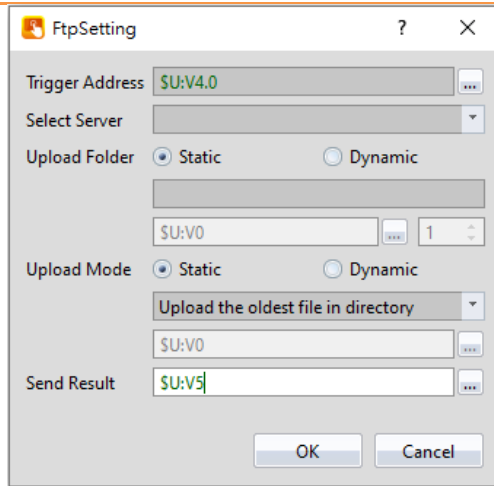 FtpSetting ?
Trigger Address $U:V4.0 ...
Select Server
Upload Folder Static Dynamic
$U:V0 ... 1
Upload Mode Static Dynamic
Upload the oldest file in directory
$U:V0 ...
Send Result $U:V5 ...
OK Cancel